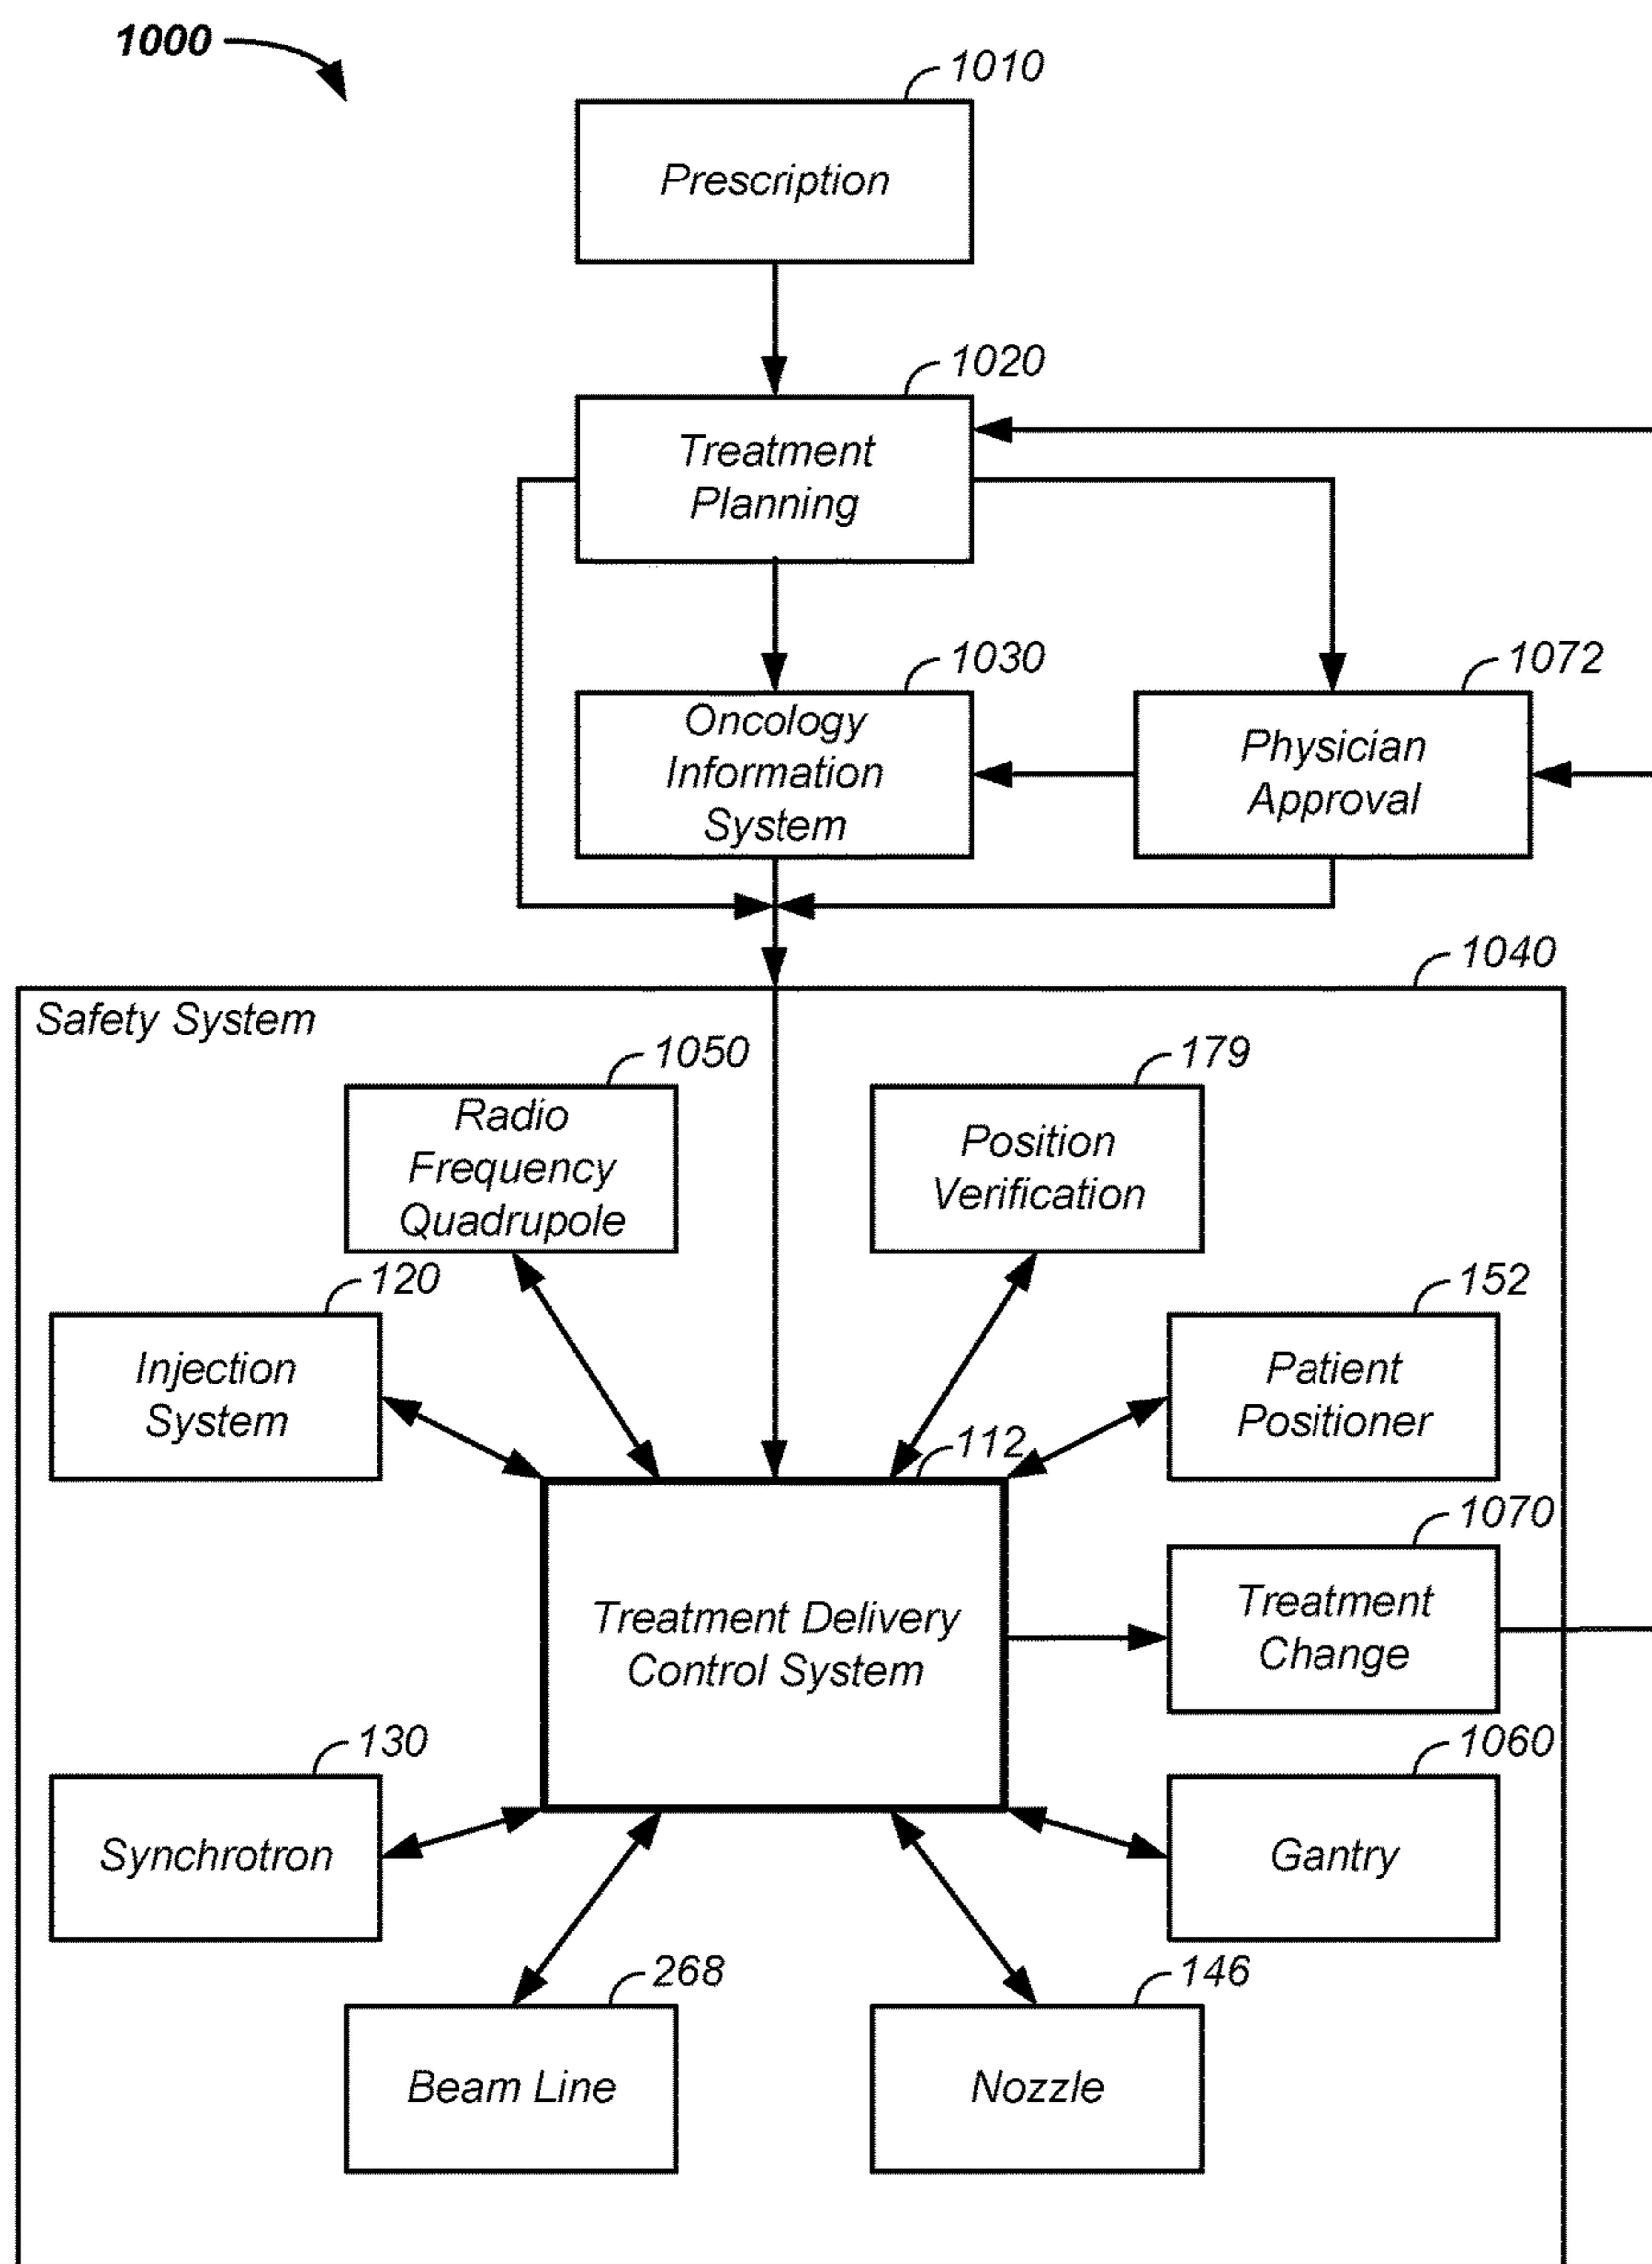 1000
1010
Prescription
1020
Treatment
Planning
1030
Oncology
Information
System
1072
Physician
Approval
1040
Safety System
1050
Radio
Frequency
Quadrupole
179
Position
Verification
120
Injection
System
152
Patient
Positioner
112
Treatment Delivery
Control System
1070
Treatment
Change
130
Synchrotron
1060
Gantry
268
Beam Line
146
Nozzle